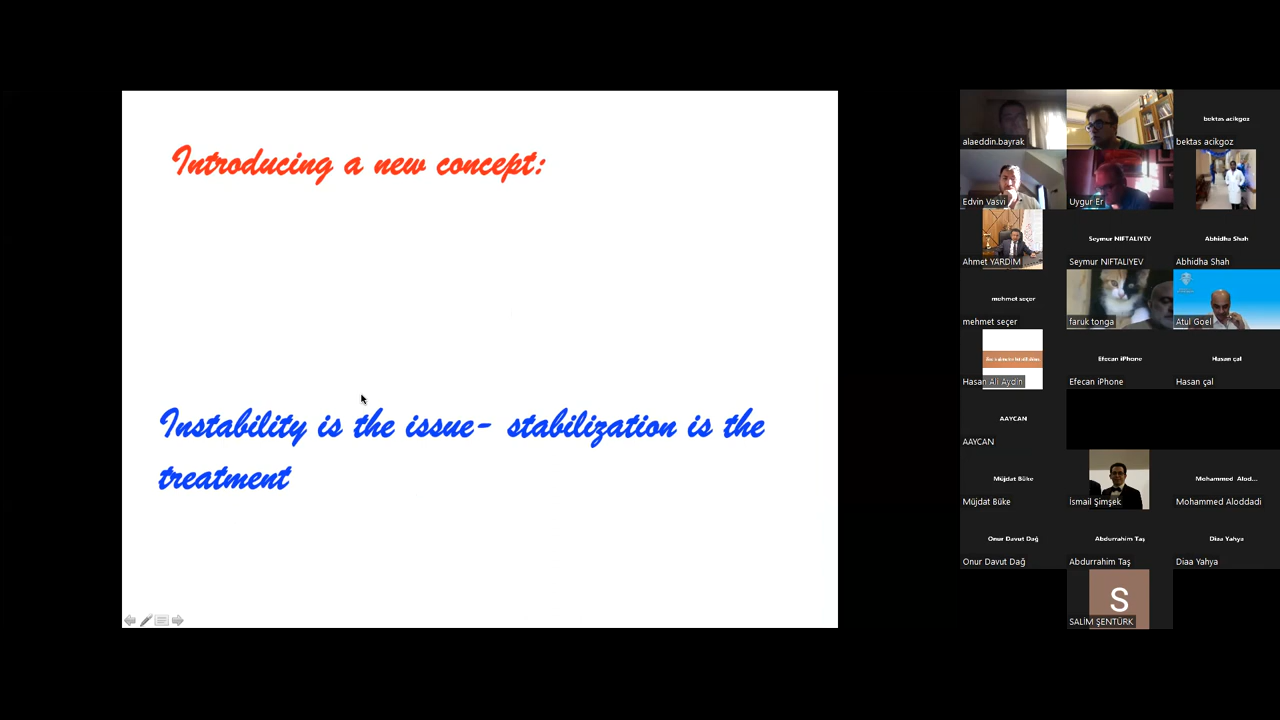 Introducing a new concept:
Instability is the issue- stabilization is the
treatment
alaeddin.bayrak
bektas acikgoz
bektas acikgoz
Edvin Vasvi
Uygur Er
Ahmet YARDIM
Seymur NIFTALIYEV
Seymur NIFTALIYEV
Abhidha Shah
Abhidha Shah
mehmet seçer
mehmet seçer
faruk tonga
Atul Goel
Hasan Ali Aydin
Efecan iPhone
Efecan iPhone
Hasan çal
Hasan çal
AAYCAN
AAYCAN
Müjdat Büke
Müjdat Büke
İsmail Şimşek
Mohammed Alod...
Mohammed Aloddadi
Onur Davut Dağ
Onur Davut Dağ
Abdurrahim Taş
Abdurrahim Taş
Diaa Yahya
Diaa Yahya
S
SALİM ŞENTÜRK